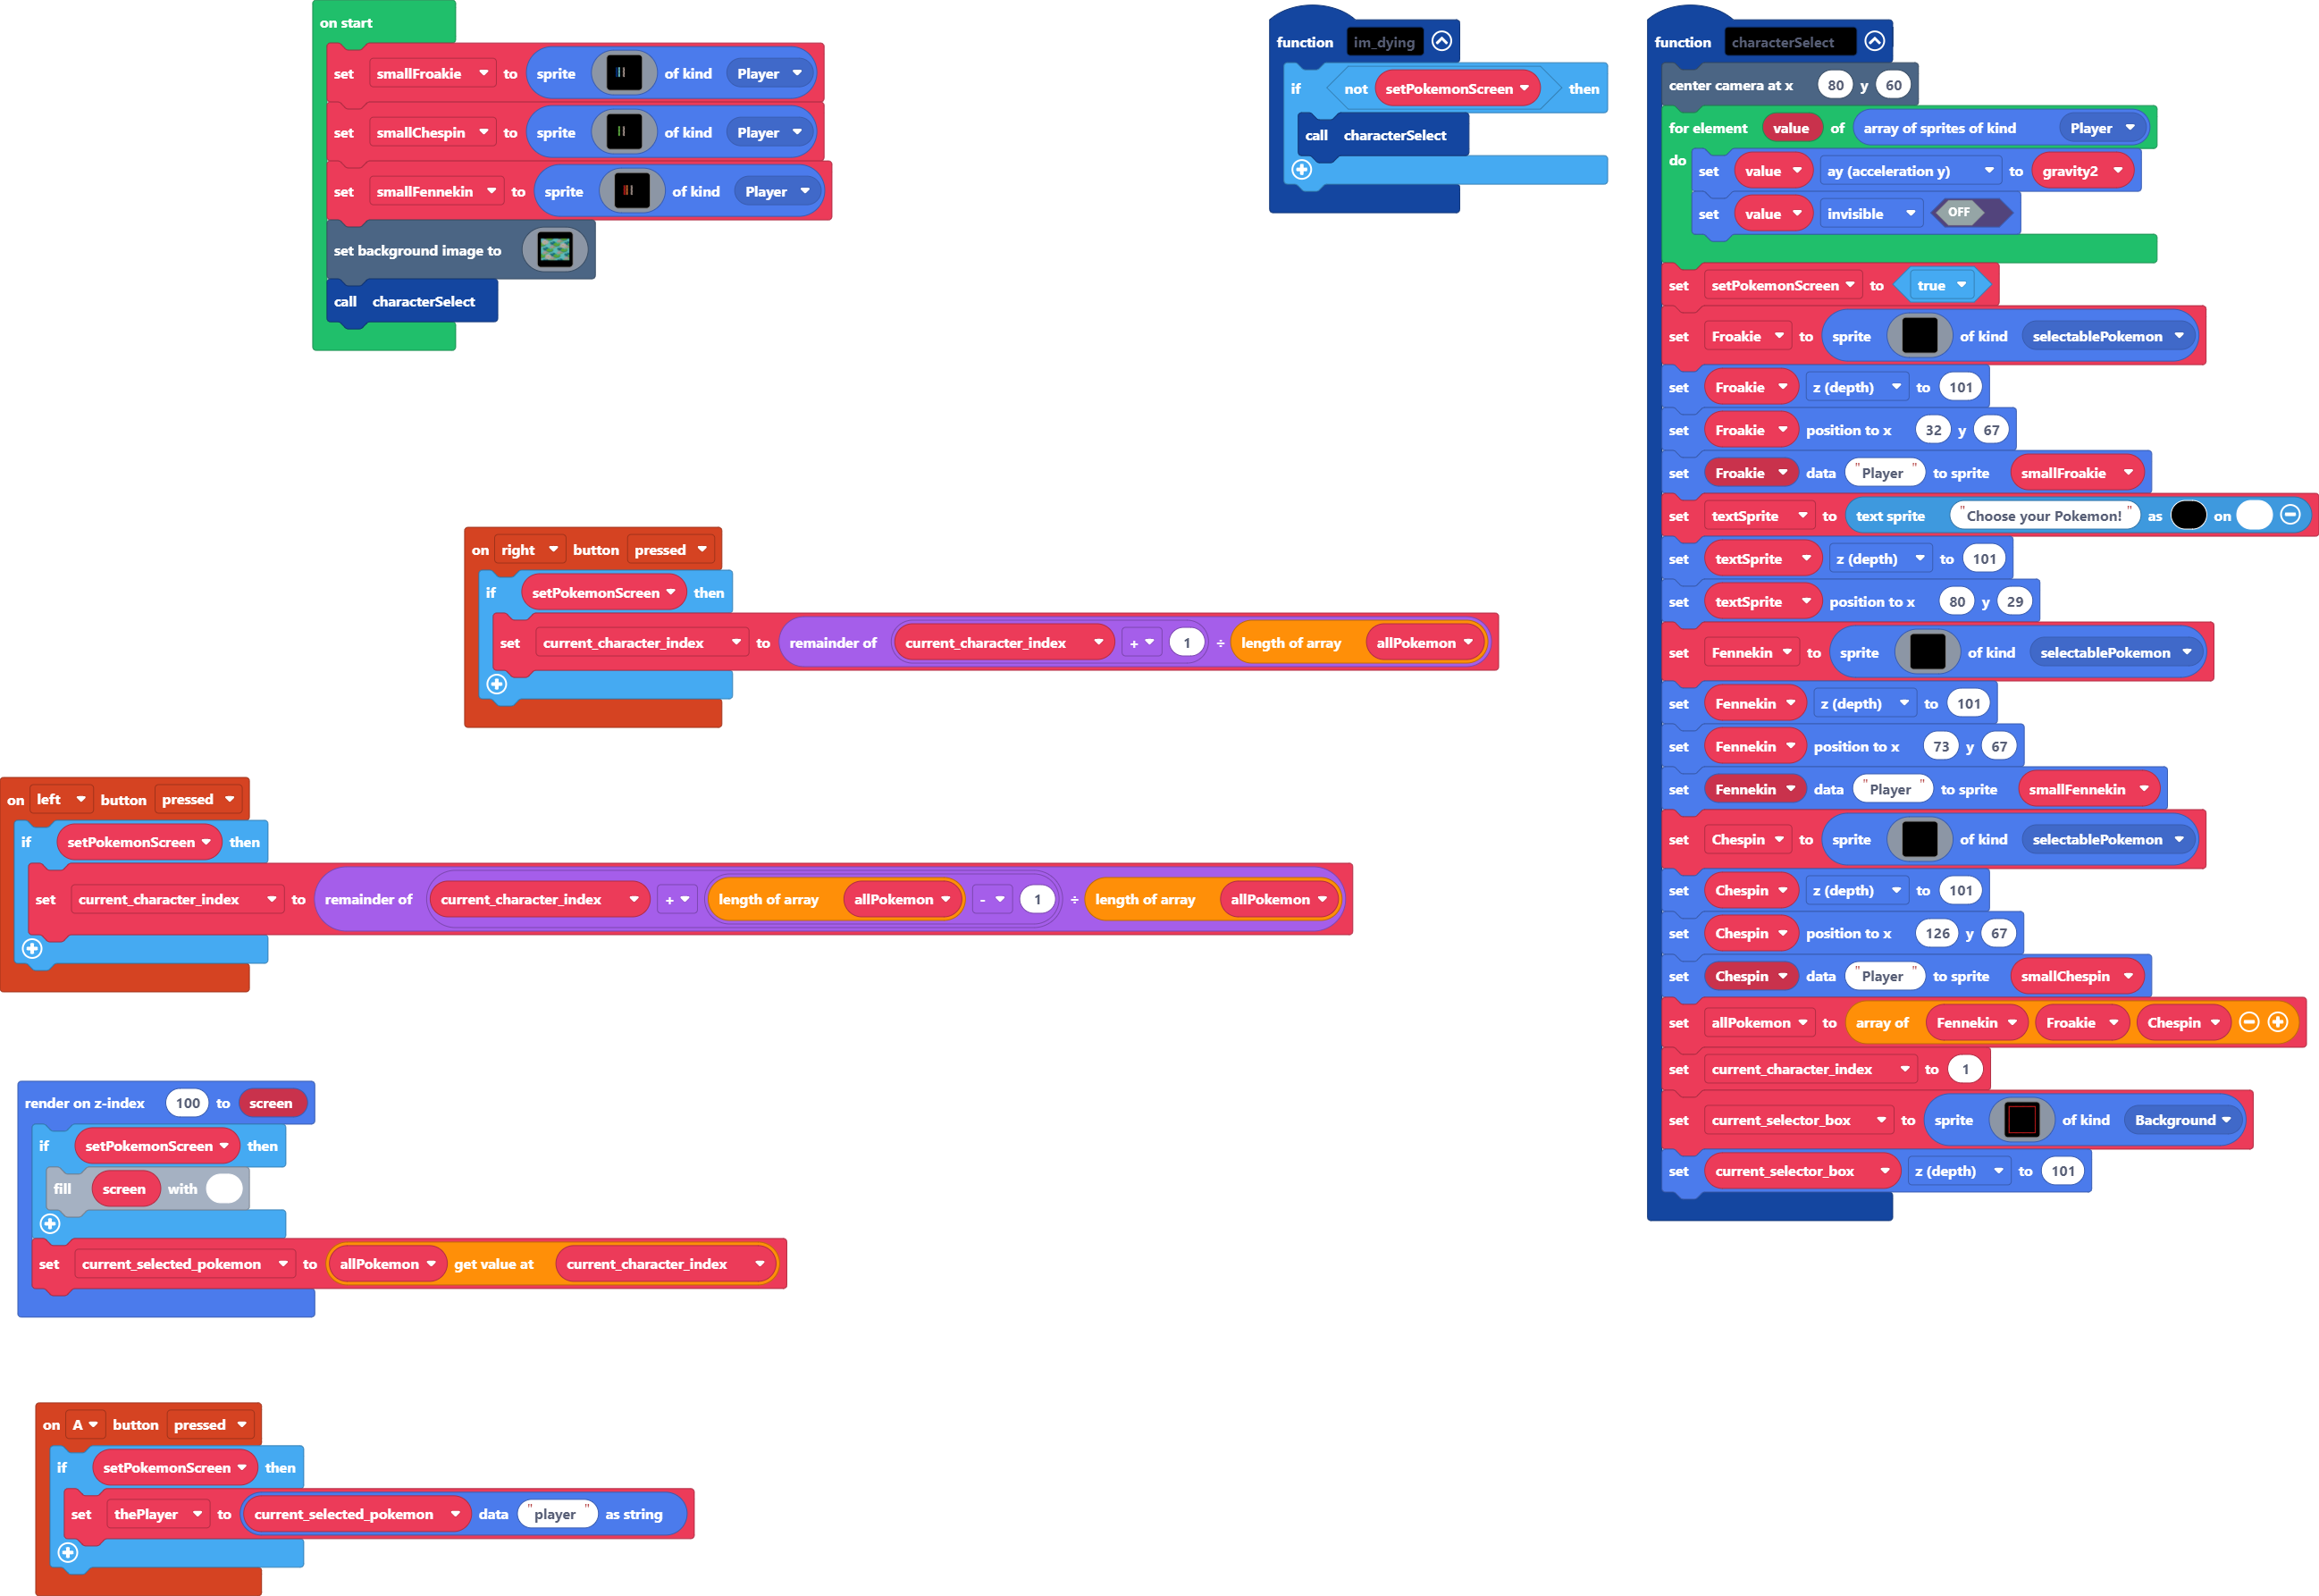 on start
set smallFroakie to sprite of kind Player
set smallChespin to sprite of kind Player
set smallFennekin to sprite of kind Player
set background image to
call characterSelect
function im_dying
if not setPokemonScreen then
call characterSelect
function characterSelect
center camera at x 80 y 60
for element value of array of sprites of kind Player
do set value ay (acceleration y) to gravity2
set value invisible OFF
set setPokemonScreen to true
set Froakie to sprite of kind selectablePokemon
set Froakie z (depth) to 101
set Froakie position to x 32 y 67
set Froakie data "Player" to sprite smallFroakie
set textSprite to text sprite "Choose your Pokemon!" as on
set textSprite z (depth) to 101
set textSprite position to x 80 y 29
set Fennekin to sprite of kind selectablePokemon
set Fennekin z (depth) to 101
set Fennekin position to x 73 y 67
set Fennekin data "Player" to sprite smallFennekin
set Chespin to sprite of kind selectablePokemon
set Chespin z (depth) to 101
set Chespin position to x 126 y 67
set Chespin data "Player" to sprite smallChespin
set allPokemon to array of Fennekin Froakie Chespin
set current_character_index to 1
set current_selector_box to sprite of kind Background
set current_selector_box z (depth) to 101
on right button pressed
if setPokemonScreen then
set current_character_index to remainder of current_character_index + 1 ÷ length of array allPokemon
on left button pressed
if setPokemonScreen then
set current_character_index to remainder of current_character_index + length of array allPokemon - 1 ÷ length of array allPokemon
render on z-index 100 to screen
if setPokemonScreen then
fill screen with
set current_selected_pokemon to allPokemon get value at current_character_index
on A button pressed
if setPokemonScreen then
set thePlayer to current_selected_pokemon data "player" as string